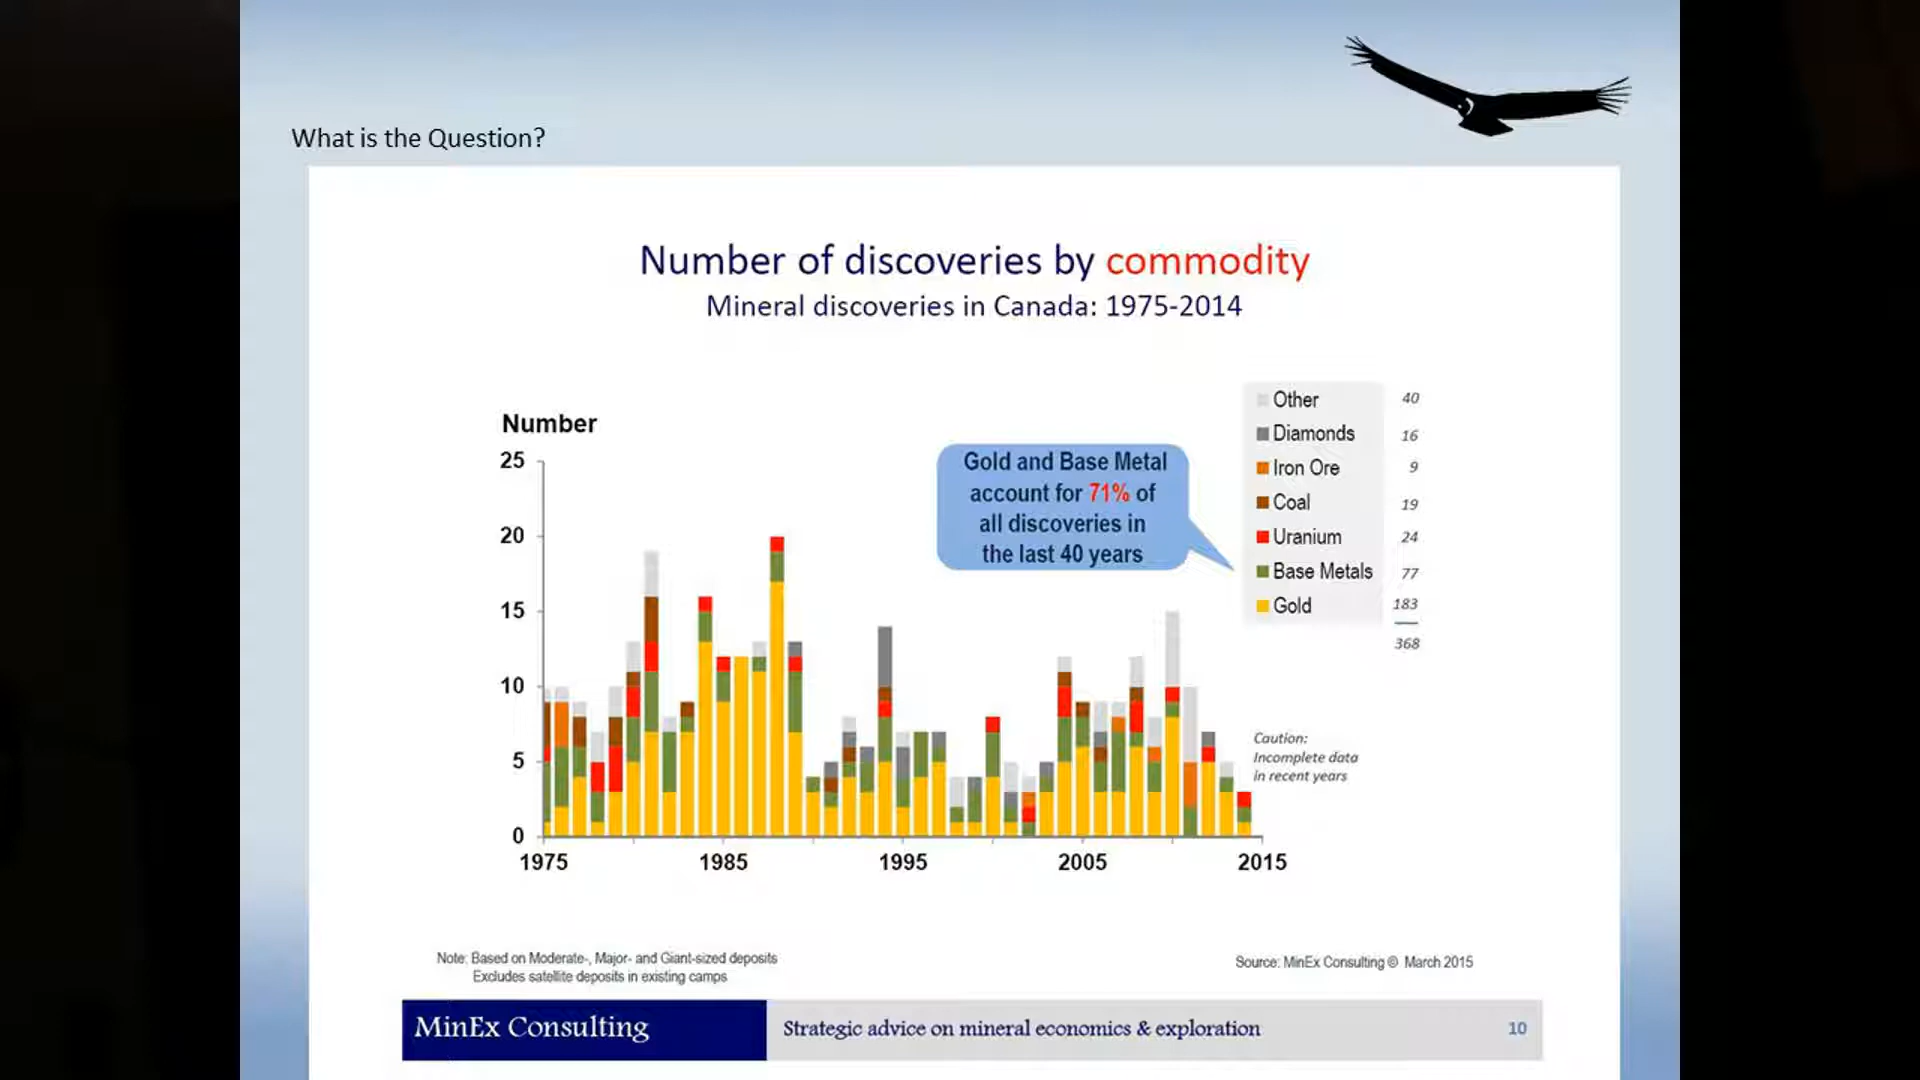 What is the Question?
Number of discoveries by commodity
Mineral discoveries in Canada: 1975-2014
Number
25
20
15
10
5
0
1975
1985
1995
2005
2015
Gold and Base Metal
account for 71% of
all discoveries in
the last 40 years
Other 40
Diamonds 16
Iron Ore 9
Coal 19
Uranium 24
Base Metals 77
Gold 183
368
Caution:
Incomplete data
in recent years
Note: Based on Moderate-, Major- and Giant-sized deposits
Excludes satellite deposits in existing camps
Source: MinEx Consulting © March 2015
MinEx Consulting
Strategic advice on mineral economics & exploration
10